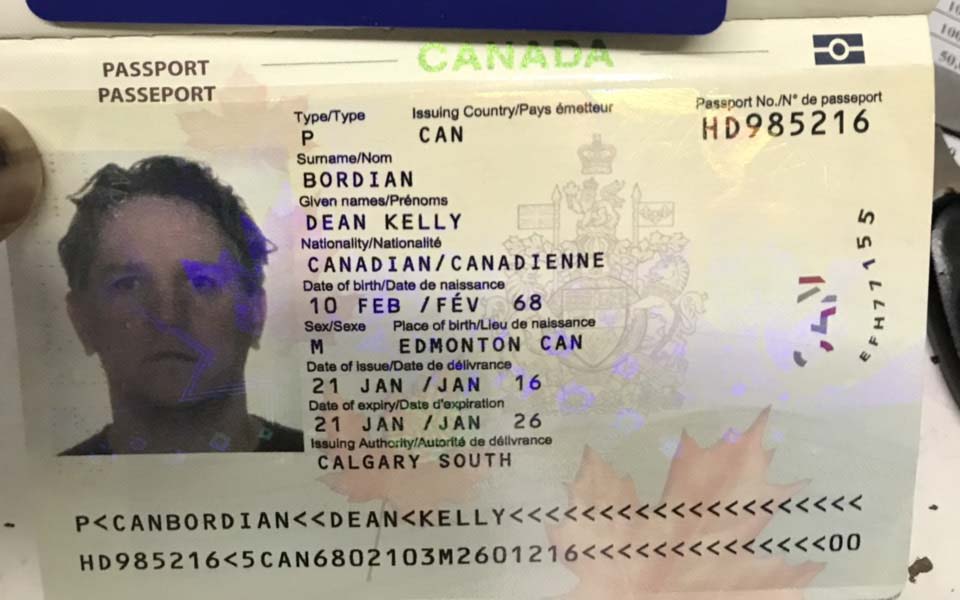 CANADA
PASSPORT
PASSEPORT
Type/Type Issuing Country/Pays émetteur Passport No./N° de passeport
P CAN HD985216
Surname/Nom
BORDIAN
Given names/Prénoms
DEAN KELLY
Nationality/Nationalité
CANADIAN/CANADIENNE
Date of birth/Date de naissance
10 FEB /FÉV 68
Sex/Sexe Place of birth/Lieu de naissance
M EDMONTON CAN
Date of issue/Date de délivrance
21 JAN /JAN 16
Date of expiry/Date d'expiration
21 JAN /JAN 26
Issuing Authority/Autorité de délivrance
CALGARY SOUTH
EFH77155
P<CANBORDIAN<<DEAN<KELLY<<<<<<<<<<<<<<<<<<<<
HD985216<5CAN6802103M2601216<<<<<<<<<<<<<<00